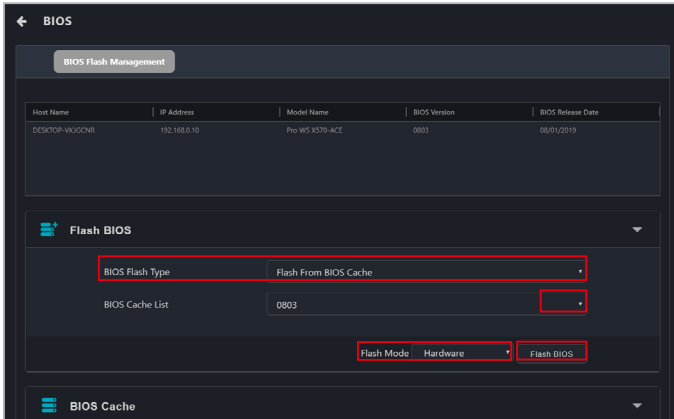 BIOS
BIOS Flash Management
Host Name IP Address Model Name BIOS Version BIOS Release Date
DESKTOP-VKJGCNR 192.168.0.10 Pro WS X570-ACE 0803 08/01/2019
Flash BIOS
BIOS Flash Type Flash From BIOS Cache
BIOS Cache List 0803
Flash Mode Hardware Flash BIOS
BIOS Cache